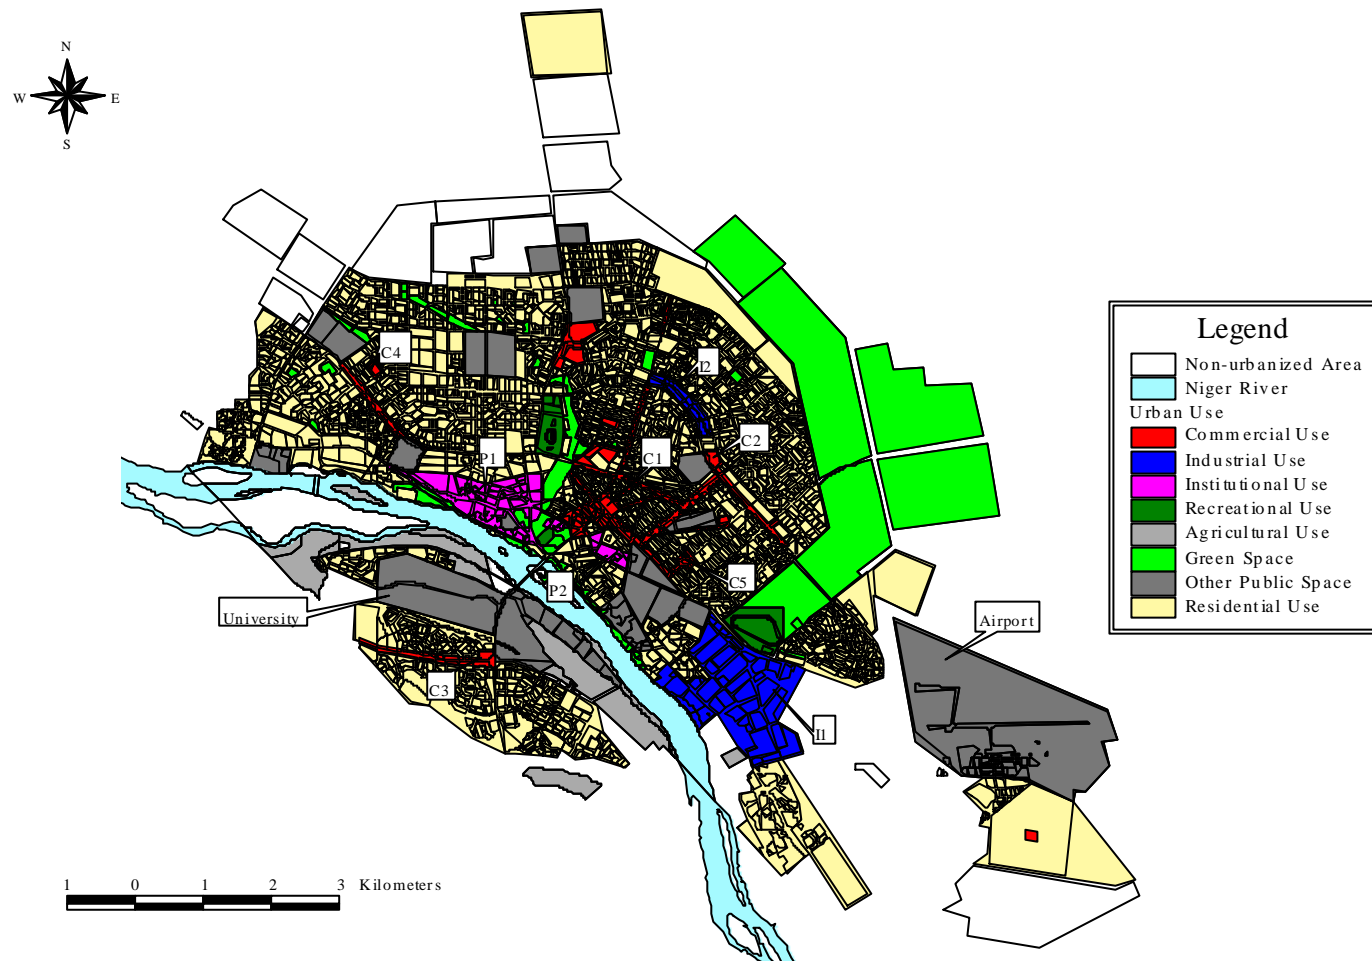 N
W E
S
I2
C4
C2
P1
C1
C5
P2
University
Airport
C3
I1
1 0 1 2 3 Kilometers
Legend
Non-urbanized Area
Niger River
Urban Use
Commercial Use
Industrial Use
Institutional Use
Recreational Use
Agricultural Use
Green Space
Other Public Space
Residential Use